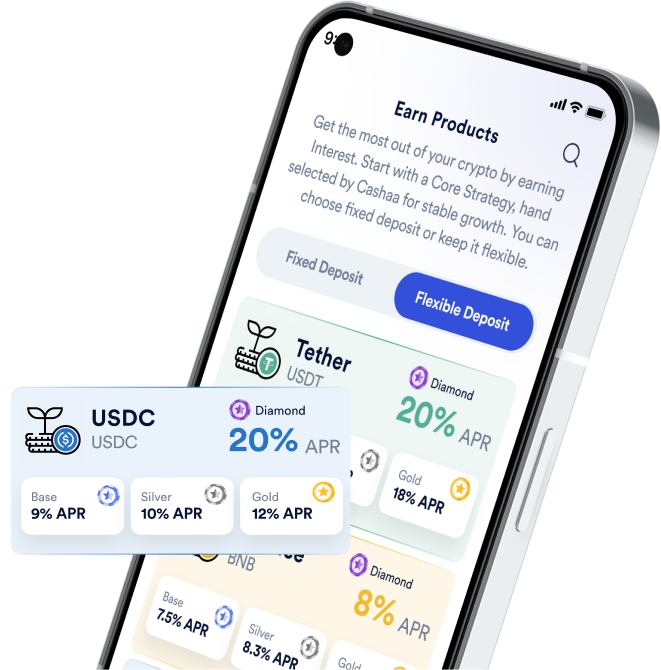 9:
Earn Products
Get the most out of your crypto by earning
Interest. Start with a Core Strategy, hand
selected by Cashaa for stable growth. You can
choose fixed deposit or keep it flexible.
Fixed Deposit
Flexible Deposit
Tether
USDT
Diamond
20% APR
Gold
18% APR
USDC
USDC
Diamond
20% APR
Base
9% APR
Silver
10% APR
Gold
12% APR
BNB
Diamond
8% APR
Base
7.5% APR
Silver
8.3% APR
Gold